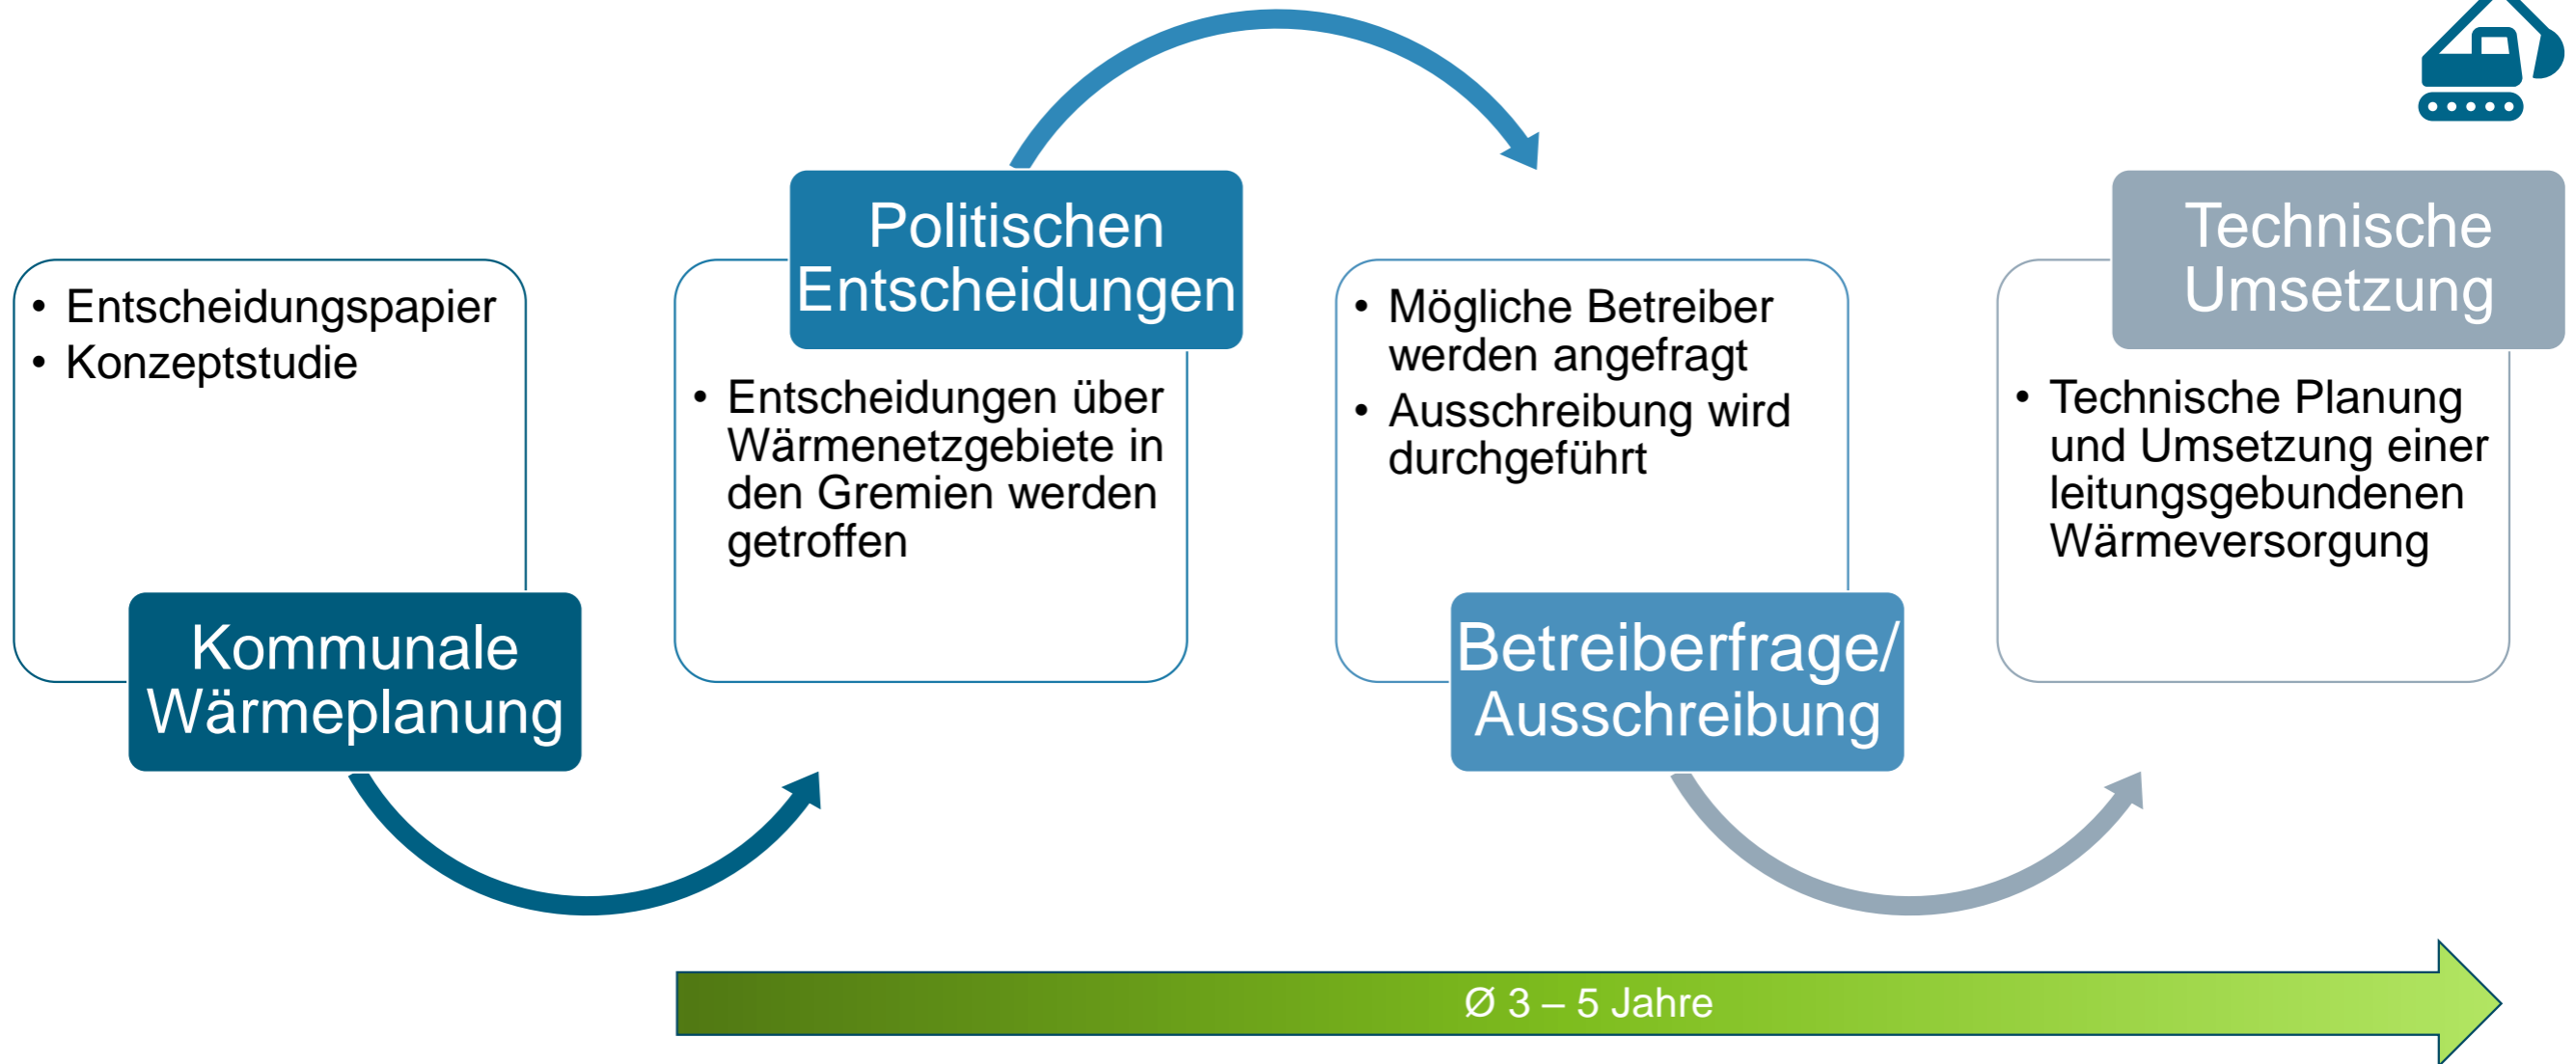 • Entscheidungspapier
• Konzeptstudie
Kommunale
Wärmeplanung
Politischen
Entscheidungen
• Entscheidungen über
Wärmenetzgebiete in
den Gremien werden
getroffen
• Mögliche Betreiber
werden angefragt
• Ausschreibung wird
durchgeführt
Betreiberfrage/
Ausschreibung
Technische
Umsetzung
• Technische Planung
und Umsetzung einer
leitungsgebundenen
Wärmeversorgung
Ø 3 – 5 Jahre